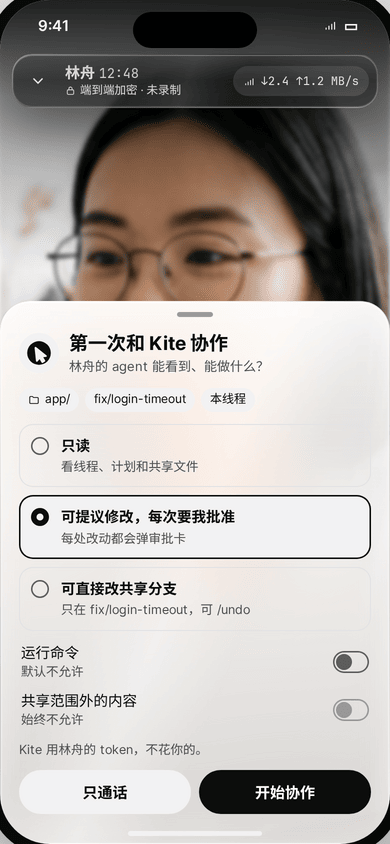 9:41
林舟 12:48
端到端加密 · 未录制
↓2.4 ↑1.2 MB/s
第一次和 Kite 协作
林舟的 agent 能看到、能做什么？
app/
fix/login-timeout
本线程
只读
看线程、计划和共享文件
可提议修改，每次要我批准
每处改动都会弹审批卡
可直接改共享分支
只在 fix/login-timeout，可 /undo
运行命令
默认不允许
共享范围外的内容
始终不允许
Kite 用林舟的 token，不花你的。
只通话
开始协作